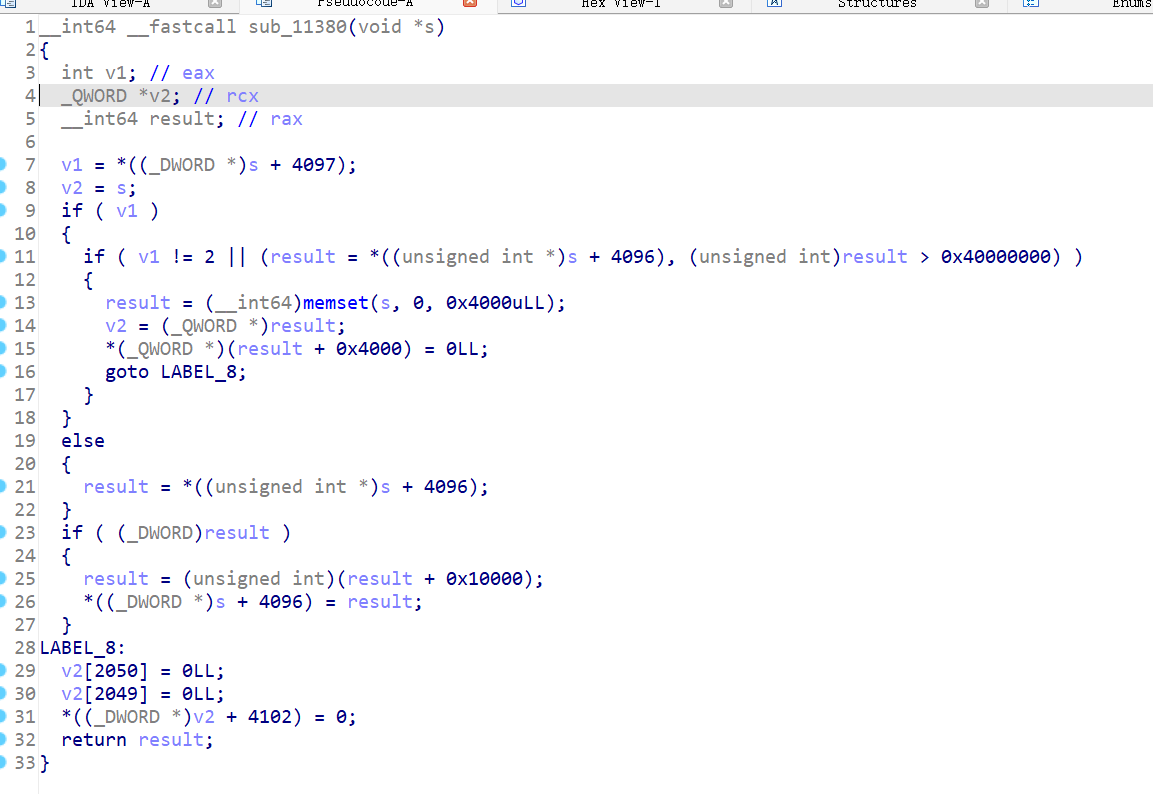 IDA View-A Pseudocode-A Hex View-1 Structures Enums
1 __int64 __fastcall sub_11380(void *s)
2 {
3 int v1; // eax
4 _QWORD *v2; // rcx
5 __int64 result; // rax
6
7 v1 = *((_DWORD *)s + 4097);
8 v2 = s;
9 if ( v1 )
10 {
11 if ( v1 != 2 || (result = *((unsigned int *)s + 4096), (unsigned int)result > 0x40000000) )
12 {
13 result = (__int64)memset(s, 0, 0x4000uLL);
14 v2 = (_QWORD *)result;
15 *(_QWORD *)(result + 0x4000) = 0LL;
16 goto LABEL_8;
17 }
18 }
19 else
20 {
21 result = *((unsigned int *)s + 4096);
22 }
23 if ( (_DWORD)result )
24 {
25 result = (unsigned int)(result + 0x10000);
26 *((_DWORD *)s + 4096) = result;
27 }
28 LABEL_8:
29 v2[2050] = 0LL;
30 v2[2049] = 0LL;
31 *((_DWORD *)v2 + 4102) = 0;
32 return result;
33 }